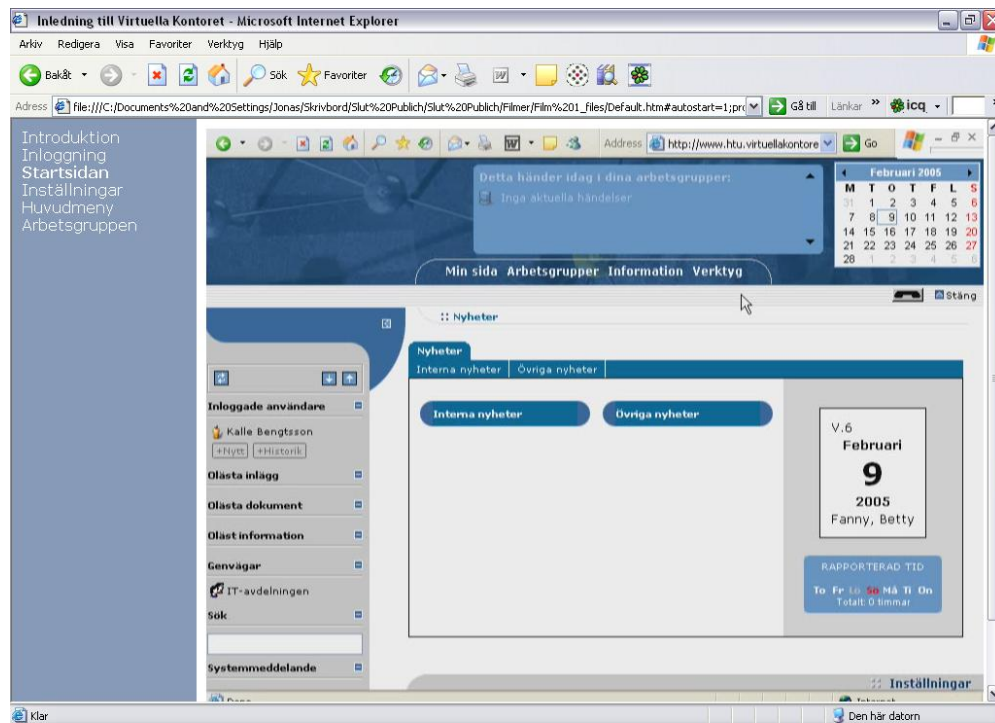 Inledning till Virtuella Kontoret - Microsoft Internet Explorer
Arkiv Redigera Visa Favoriter Verktyg Hjälp
Bakåt Sök Favoriter
Adress file:///C:/Documents%20and%20Settings/Jonas/Skrivbord/Slut%20Publich/Slut%20Publich/Filmer/Film%201_files/Default.htm#autostart=1;pr Gå till Länkar » icq
Introduktion
Inloggning
Startsidan
Inställningar
Huvudmeny
Arbetsgruppen
Address http://www.htu.virtuellakontore Go
Detta händer idag i dina arbetsgrupper:
Inga aktuella händelser
Februari 2005
M T O T F L S
31 1 2 3 4 5 6
7 8 9 10 11 12 13
14 15 16 17 18 19 20
21 22 23 24 25 26 27
28 1 2 3 4 5 6
Min sida Arbetsgrupper Information Verktyg
Stäng
:: Nyheter
Nyheter
Interna nyheter Övriga nyheter
Interna nyheter Övriga nyheter
Inloggade användare
Kalle Bengtsson
+Nytt +Historik
Olästa inlägg
Olästa dokument
Oläst information
Genvägar
IT-avdelningen
Sök
Systemmeddelande
V.6
Februari
9
2005
Fanny, Betty
RAPPORTERAD TID
To Fr Lö Sö Må Ti On
Totalt: 0 timmar
:: Inställningar
Klar Den här datorn